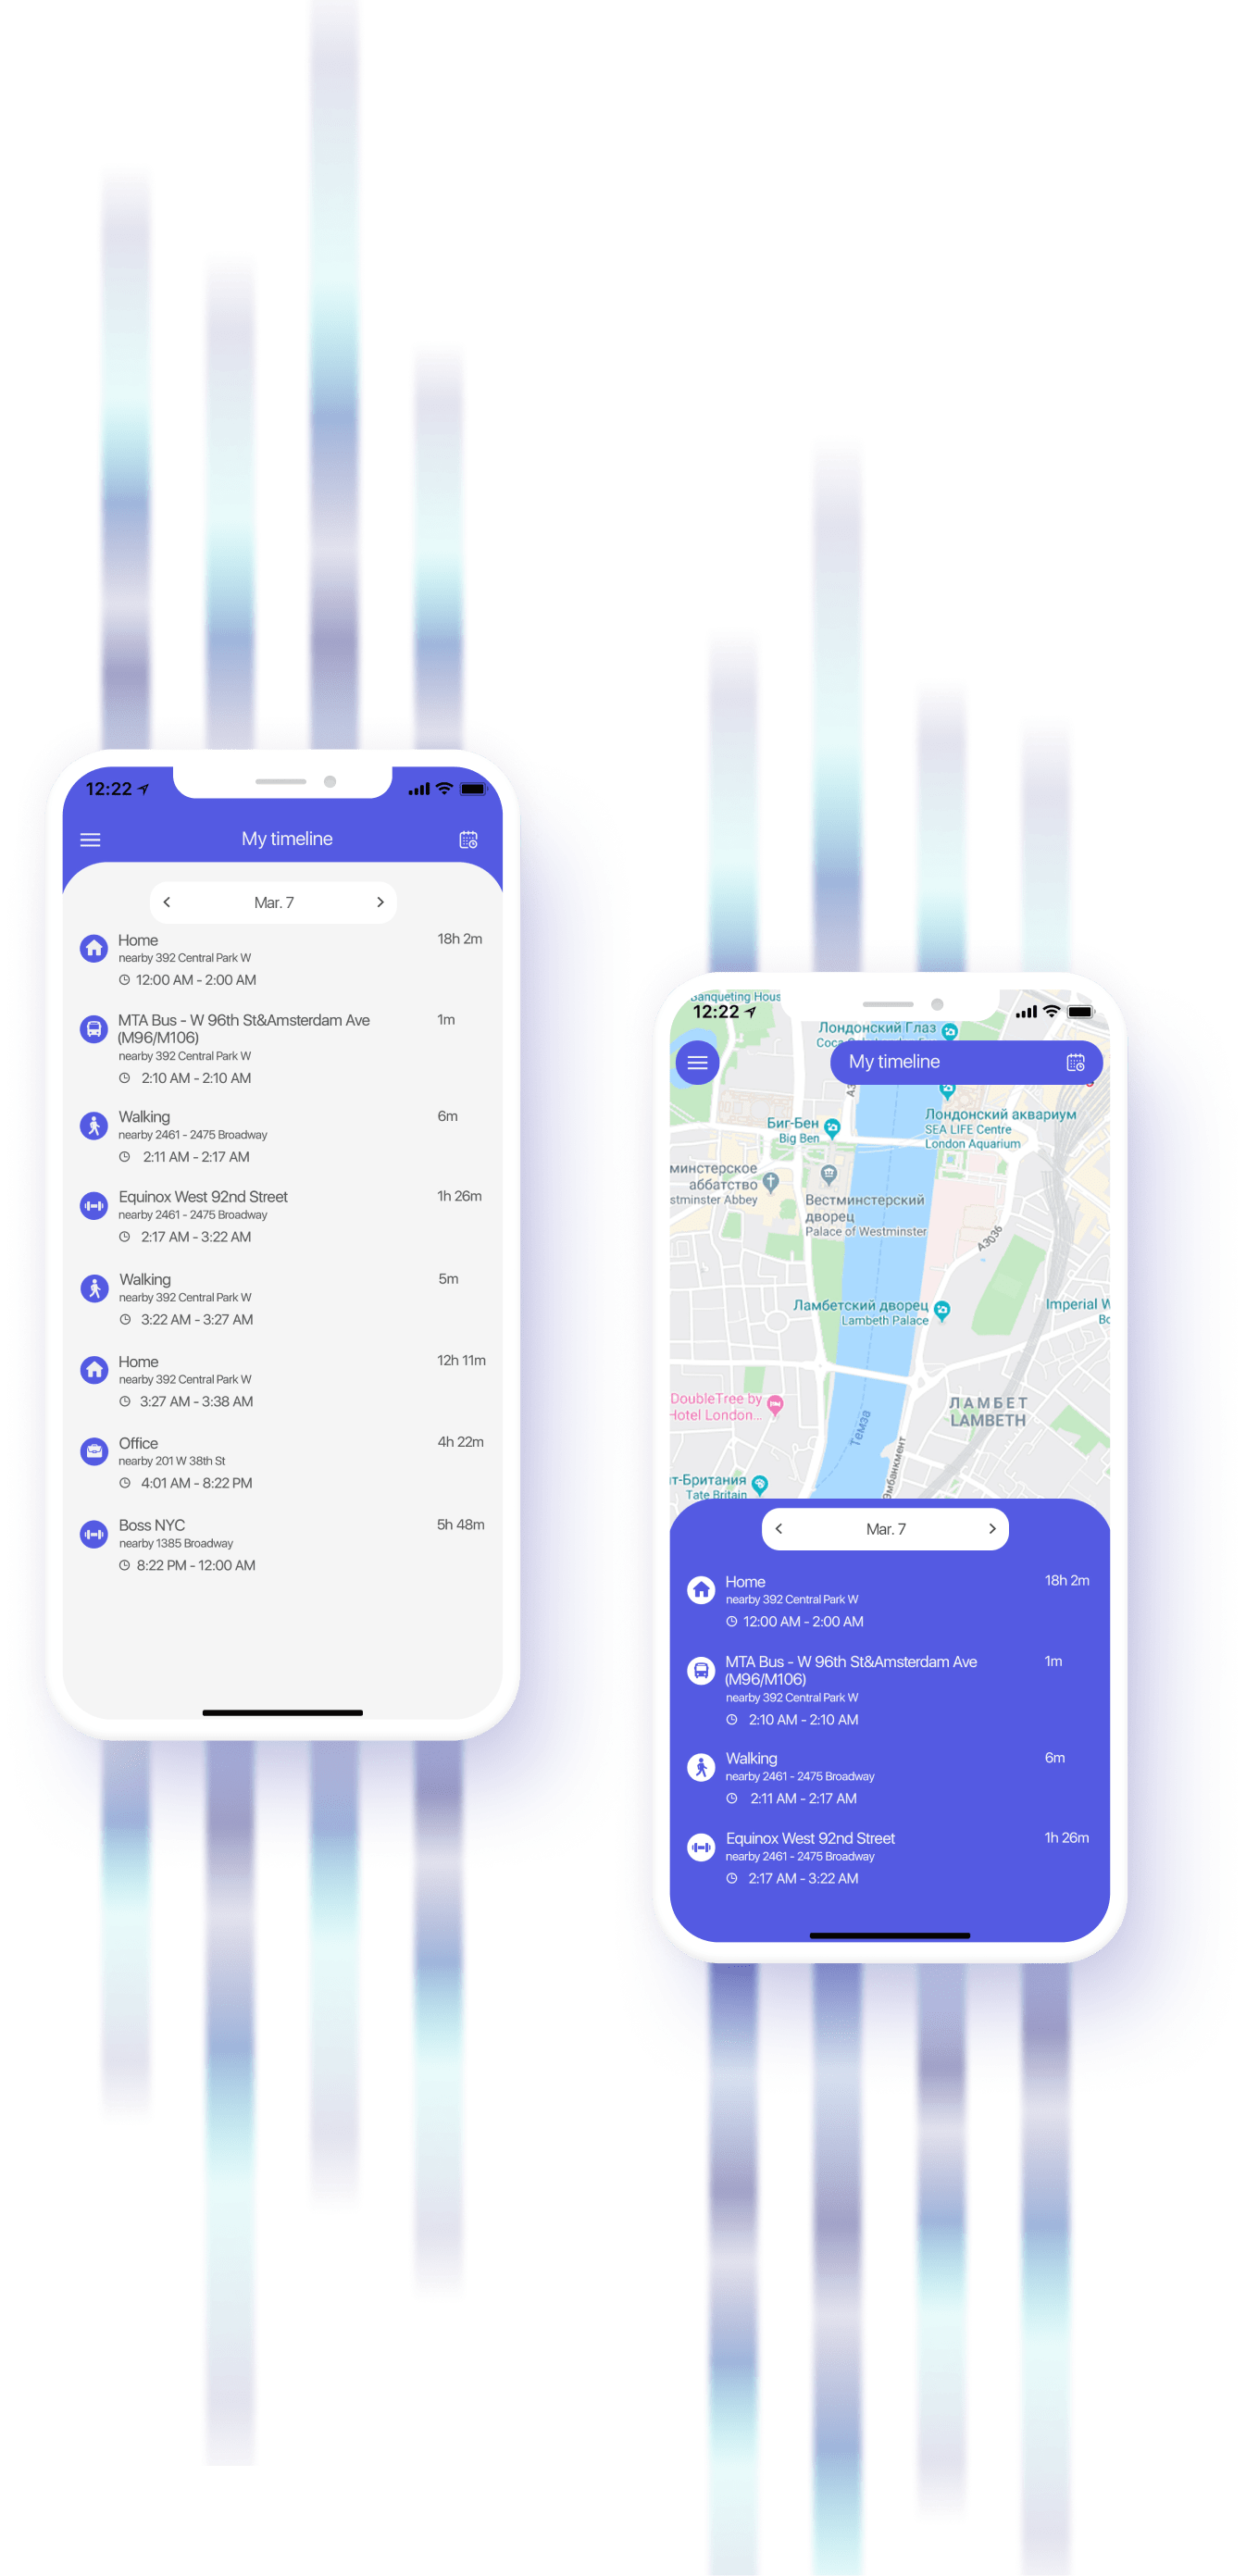 12:22
My timeline
Mar. 7
Home
18h 2m
nearby 392 Central Park W
12:00 AM - 2:00 AM
MTA Bus - W 96th St&Amsterdam Ave
1m
(M96/M106)
nearby 392 Central Park W
2:10 AM - 2:10 AM
Walking
6m
nearby 2461 - 2475 Broadway
2:11 AM - 2:17 AM
Equinox West 92nd Street
1h 26m
nearby 2461 - 2475 Broadway
2:17 AM - 3:22 AM
Walking
5m
nearby 392 Central Park W
3:22 AM - 3:27 AM
Home
12h 11m
nearby 392 Central Park W
3:27 AM - 3:38 AM
Office
4h 22m
nearby 201 W 38th St
4:01 AM - 8:22 PM
Boss NYC
5h 48m
nearby 1385 Broadway
8:22 PM - 12:00 AM
Banqueting Hous
12:22
Лондонский Глаз
My timeline
Лондонский аквариум
SEA LIFE Centre
London Aquarium
Биг-Бен
Big Ben
минстерское
аббатство
stminster Abbey
Вестминстерский
дворец
Palace of Westminster
A3036
Ламбетский дворец
Lambeth Palace
Imperial W
DoubleTree by
Hotel London...
ЛАМБЕТ
LAMBETH
Темза
Эмбанкмент
т-Британия
Tate Britain
Mar. 7
Home
18h 2m
nearby 392 Central Park W
12:00 AM - 2:00 AM
MTA Bus - W 96th St&Amsterdam Ave
1m
(M96/M106)
nearby 392 Central Park W
2:10 AM - 2:10 AM
Walking
6m
nearby 2461 - 2475 Broadway
2:11 AM - 2:17 AM
Equinox West 92nd Street
1h 26m
nearby 2461 - 2475 Broadway
2:17 AM - 3:22 AM